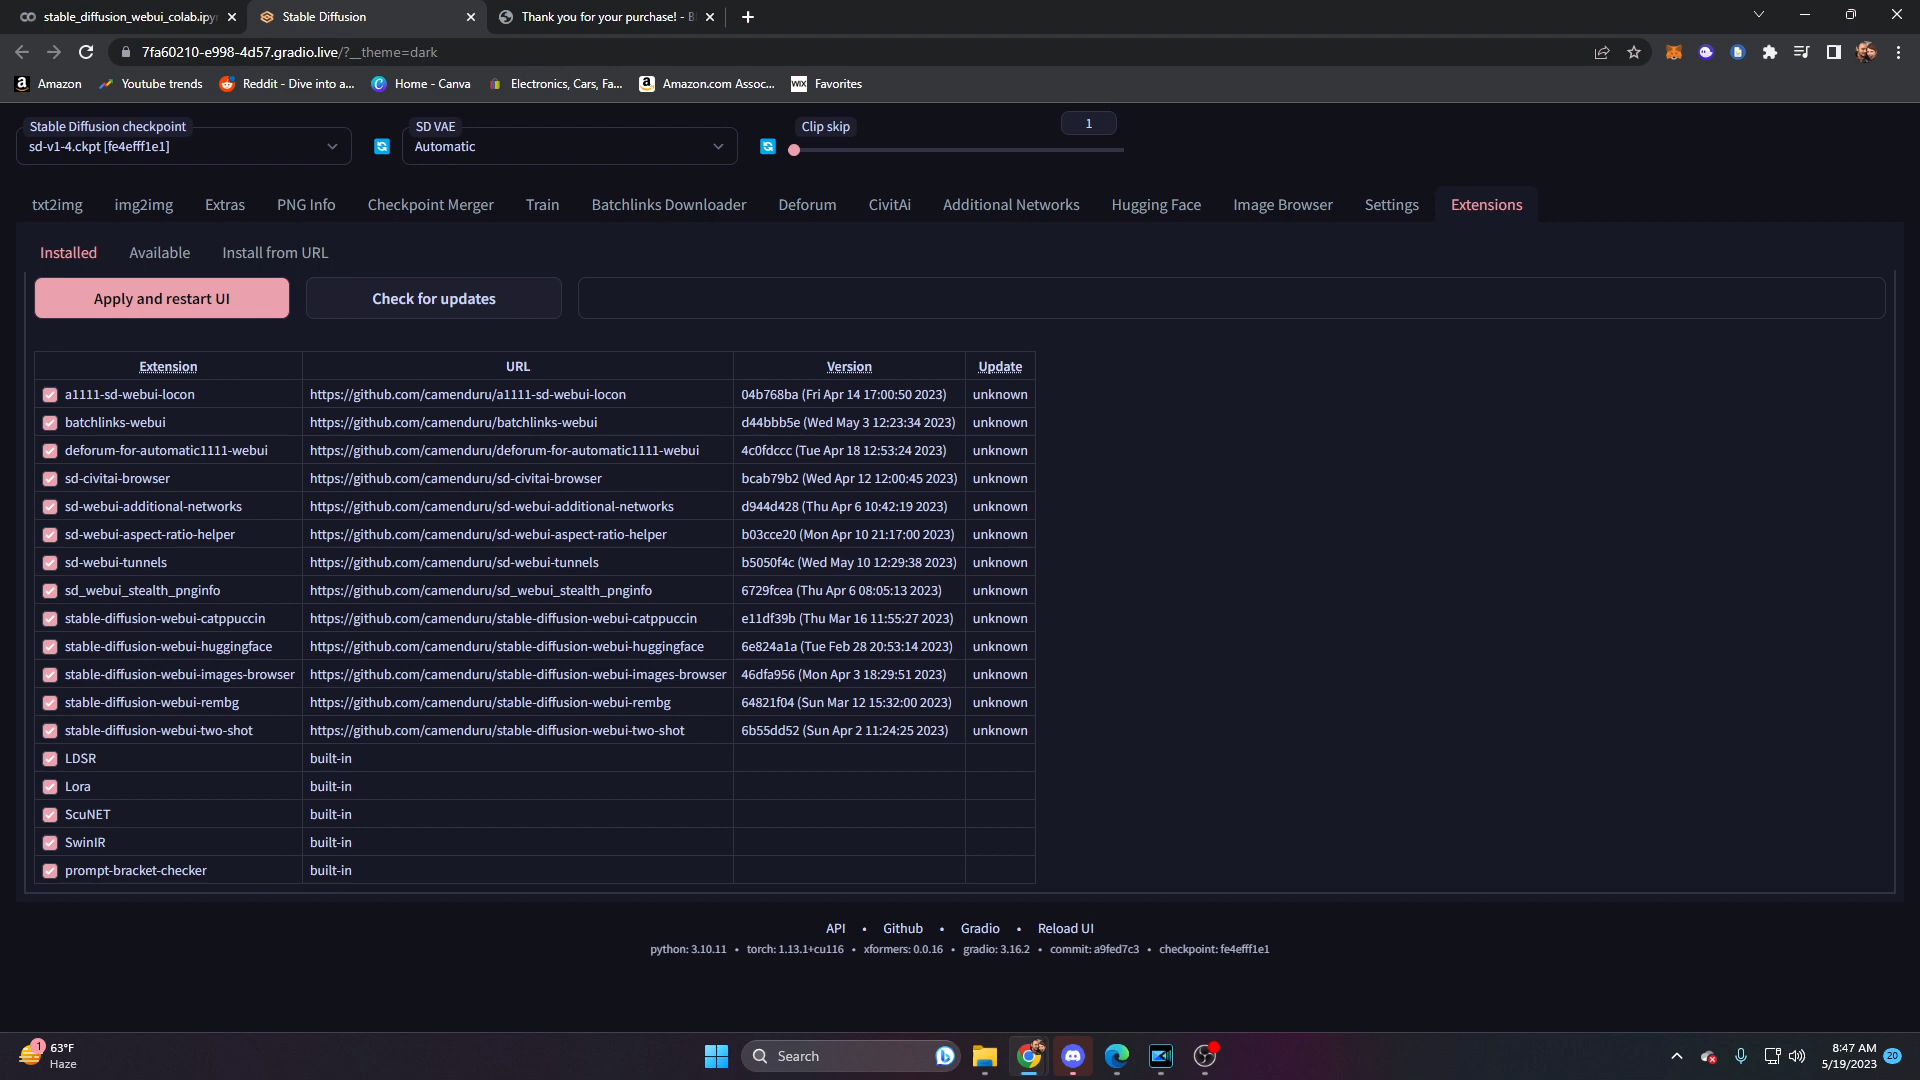 stable_diffusion_webui_colab.ipyn
Stable Diffusion
Thank you for your purchase! - B
7fa60210-e998-4d57.gradio.live/?__theme=dark
Amazon
Youtube trends
Reddit - Dive into a...
Home - Canva
Electronics, Cars, Fa...
Amazon.com Assoc...
WIX Favorites
Stable Diffusion checkpoint
sd-v1-4.ckpt [fe4efff1e1]
SD VAE
Automatic
Clip skip
1
txt2img img2img Extras PNG Info Checkpoint Merger Train Batchlinks Downloader Deforum CivitAi Additional Networks Hugging Face Image Browser Settings Extensions
Installed Available Install from URL
Apply and restart UI Check for updates
Extension URL Version Update
a1111-sd-webui-locon https://github.com/camenduru/a1111-sd-webui-locon 04b768ba (Fri Apr 14 17:00:50 2023) unknown
batchlinks-webui https://github.com/camenduru/batchlinks-webui d44bbb5e (Wed May 3 12:23:34 2023) unknown
deforum-for-automatic1111-webui https://github.com/camenduru/deforum-for-automatic1111-webui 4c0fdccc (Tue Apr 18 12:53:24 2023) unknown
sd-civitai-browser https://github.com/camenduru/sd-civitai-browser bcab79b2 (Wed Apr 12 12:00:45 2023) unknown
sd-webui-additional-networks https://github.com/camenduru/sd-webui-additional-networks d944d428 (Thu Apr 6 10:42:19 2023) unknown
sd-webui-aspect-ratio-helper https://github.com/camenduru/sd-webui-aspect-ratio-helper b03cce20 (Mon Apr 10 21:17:00 2023) unknown
sd-webui-tunnels https://github.com/camenduru/sd-webui-tunnels b5050f4c (Wed May 10 12:29:38 2023) unknown
sd_webui_stealth_pnginfo https://github.com/camenduru/sd_webui_stealth_pnginfo 6729fcea (Thu Apr 6 08:05:13 2023) unknown
stable-diffusion-webui-catppuccin https://github.com/camenduru/stable-diffusion-webui-catppuccin e11df39b (Thu Mar 16 11:55:27 2023) unknown
stable-diffusion-webui-huggingface https://github.com/camenduru/stable-diffusion-webui-huggingface 6e824a1a (Tue Feb 28 20:53:14 2023) unknown
stable-diffusion-webui-images-browser https://github.com/camenduru/stable-diffusion-webui-images-browser 46dfa956 (Mon Apr 3 18:29:51 2023) unknown
stable-diffusion-webui-rembg https://github.com/camenduru/stable-diffusion-webui-rembg 64821f04 (Sun Mar 12 15:32:00 2023) unknown
stable-diffusion-webui-two-shot https://github.com/camenduru/stable-diffusion-webui-two-shot 6b55dd52 (Sun Apr 2 11:24:25 2023) unknown
LDSR built-in
Lora built-in
ScuNET built-in
SwinIR built-in
prompt-bracket-checker built-in
API • Github • Gradio • Reload UI
python: 3.10.11 • torch: 1.13.1+cu116 • xformers: 0.0.16 • gradio: 3.16.2 • commit: a9fed7c3 • checkpoint: fe4efff1e1
1
63°F
Haze
Search
8:47 AM
5/19/2023
20